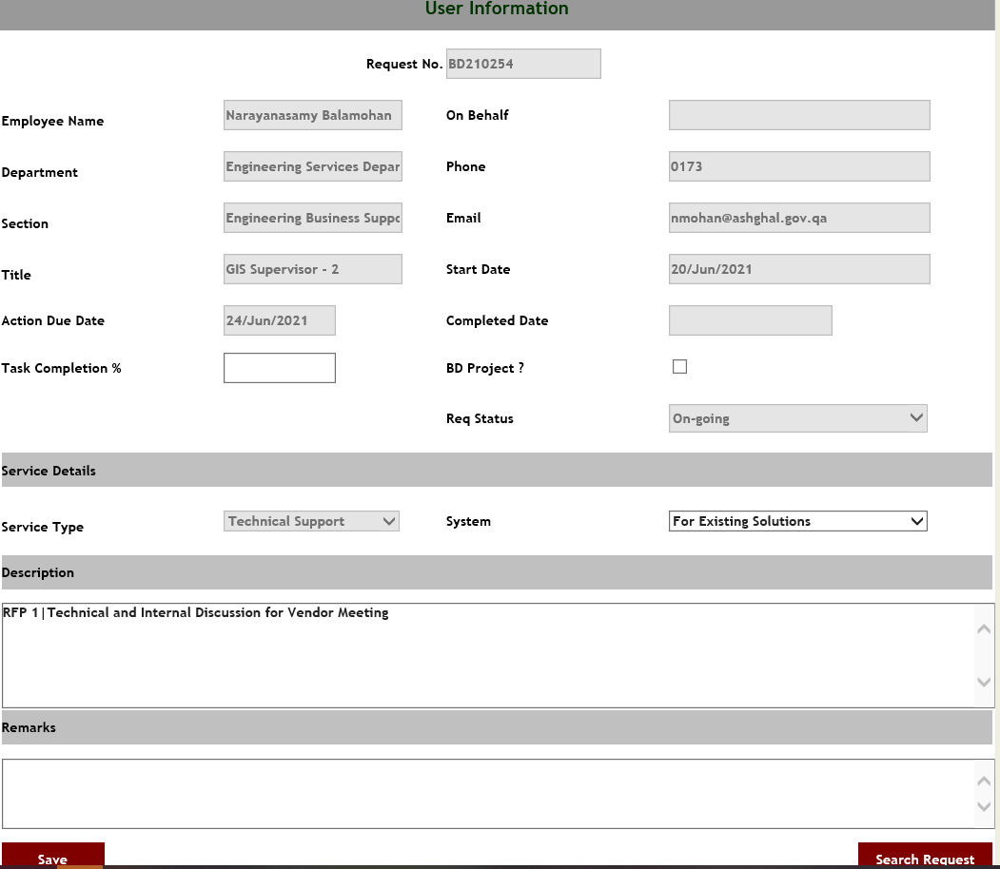 User Information
Request No. BD210254
Employee Name Narayanasamy Balamohan On Behalf
Department Engineering Services Depar Phone 0173
Section Engineering Business Suppo Email nmohan@ashghal.gov.qa
Title GIS Supervisor - 2 Start Date 20/Jun/2021
Action Due Date 24/Jun/2021 Completed Date
Task Completion % BD Project ?
Req Status On-going
Service Details
Service Type Technical Support System For Existing Solutions
Description
RFP 1|Technical and Internal Discussion for Vendor Meeting
Remarks
Save Search Request